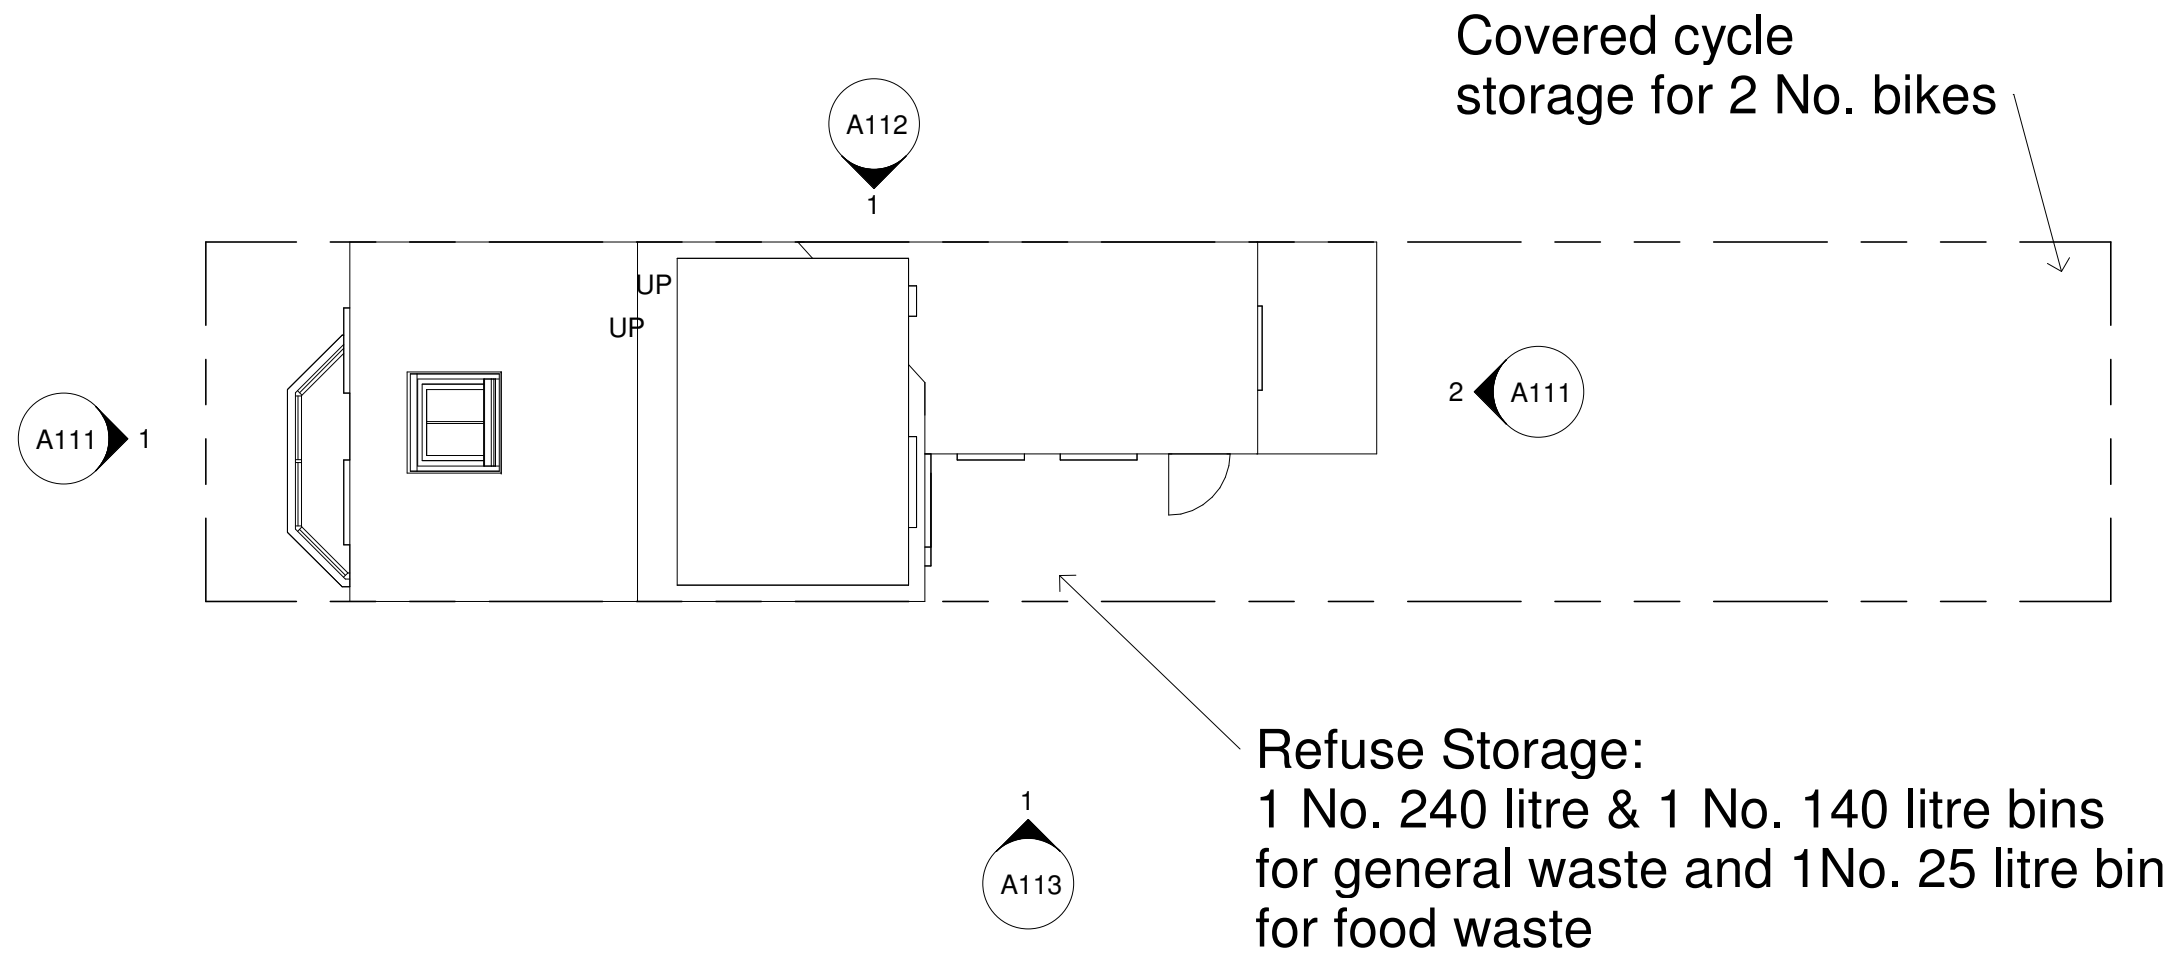 Covered cycle
storage for 2 No. bikes
A112
1
UP
UP
A111
1
2
A111
1
A113
Refuse Storage:
1 No. 240 litre & 1 No. 140 litre bins
for general waste and 1No. 25 litre bin
for food waste